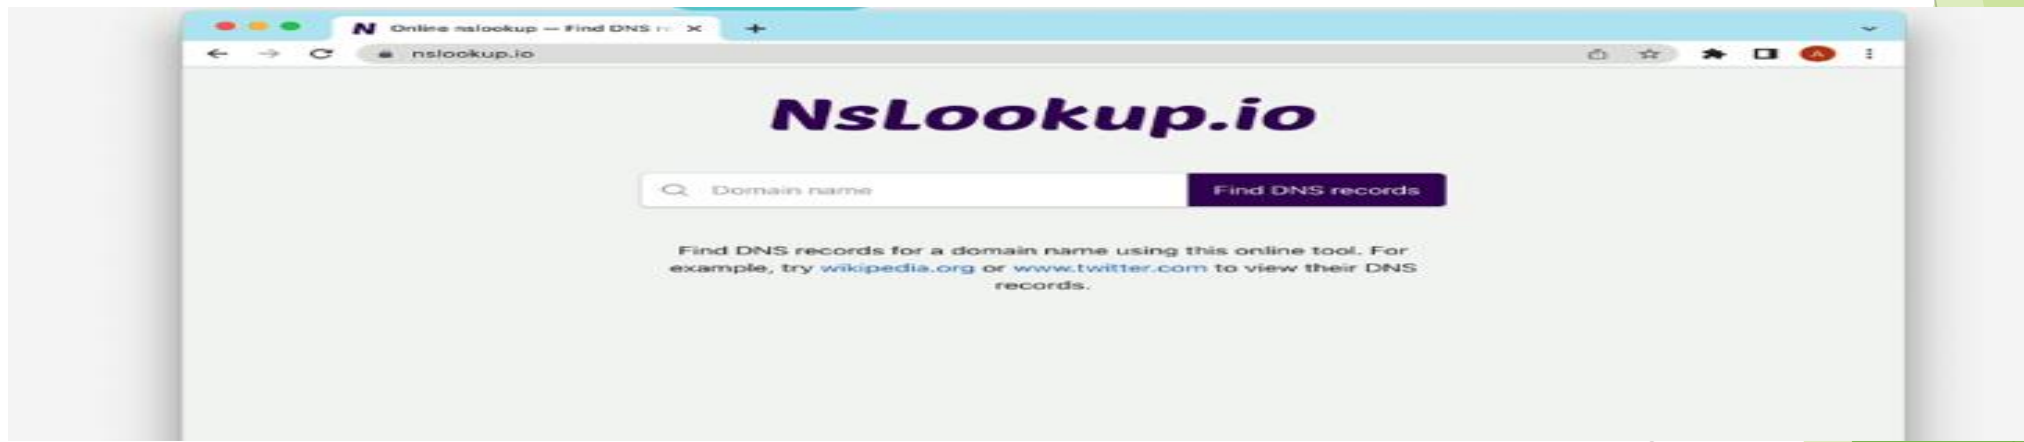 Online nslookup — Find DNS r
nslookup.io
A
NsLookup.io
Domain name
Find DNS records
Find DNS records for a domain name using this online tool. For
example, try wikipedia.org or www.twitter.com to view their DNS
records.